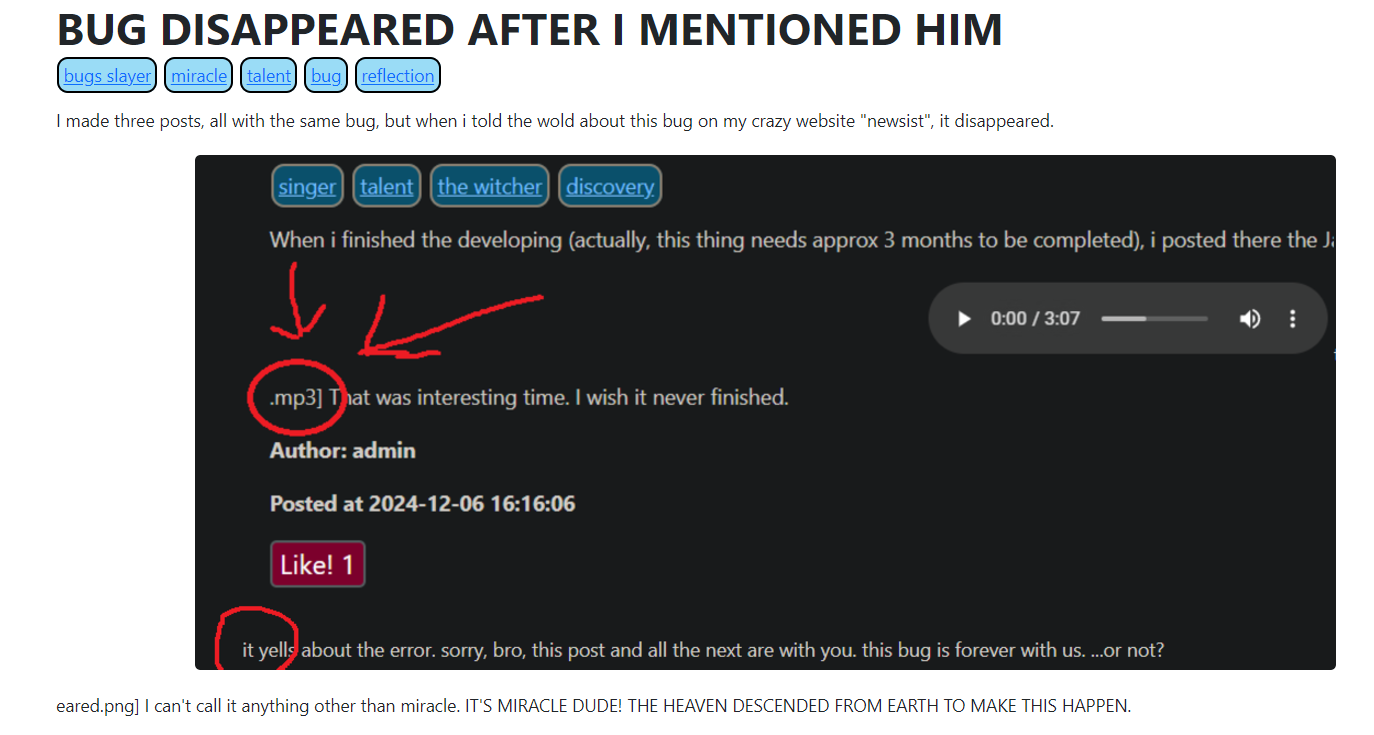 BUG DISAPPEARED AFTER I MENTIONED HIM
bugs slayer miracle talent bug reflection
I made three posts, all with the same bug, but when i told the wold about this bug on my crazy website "newsist", it disappeared.
singer talent the witcher discovery
When i finished the developing (actually, this thing needs approx 3 months to be completed), i posted there the
0:00 / 3:07
.mp3] That was interesting time. I wish it never finished.
Author: admin
Posted at 2024-12-06 16:16:06
Like! 1
it yells about the error. sorry, bro, this post and all the next are with you. this bug is forever with us. ...or not?
eared.png] I can't call it anything other than miracle. IT'S MIRACLE DUDE! THE HEAVEN DESCENDED FROM EARTH TO MAKE THIS HAPPEN.